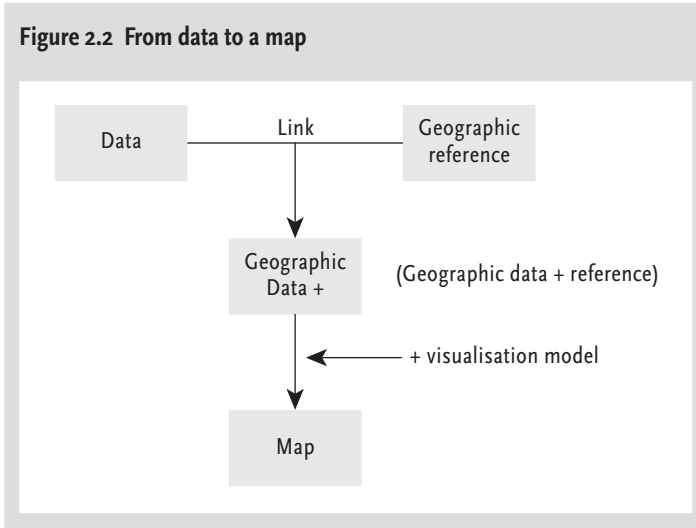 Figure 2.2 From data to a map
Data
Link
Geographic
reference
Geographic
Data +
(Geographic data + reference)
+ visualisation model
Map